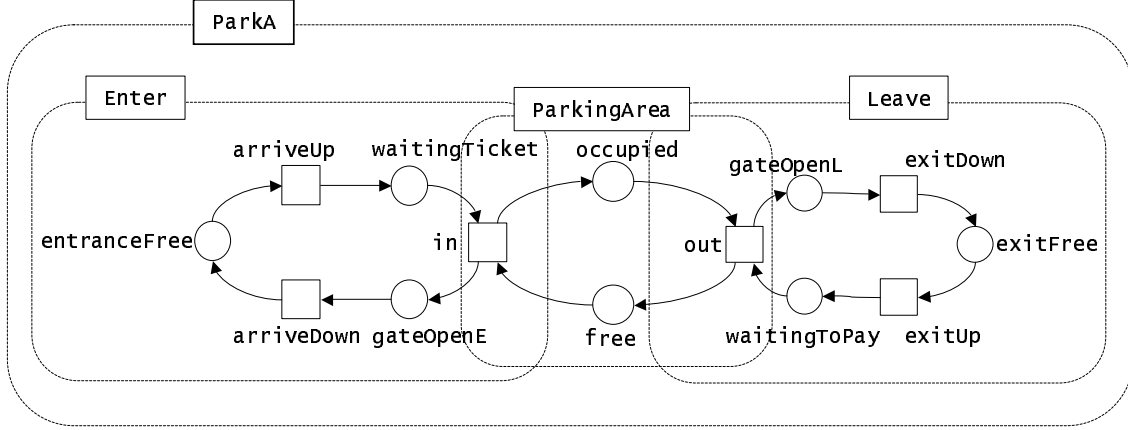 ParkA
Enter
ParkingArea
Leave
arriveUp
waitingTicket
occupied
gateOpenL
exitDown
entranceFree
in
out
exitFree
arriveDown
gateOpenE
free
waitingToPay
exitUp